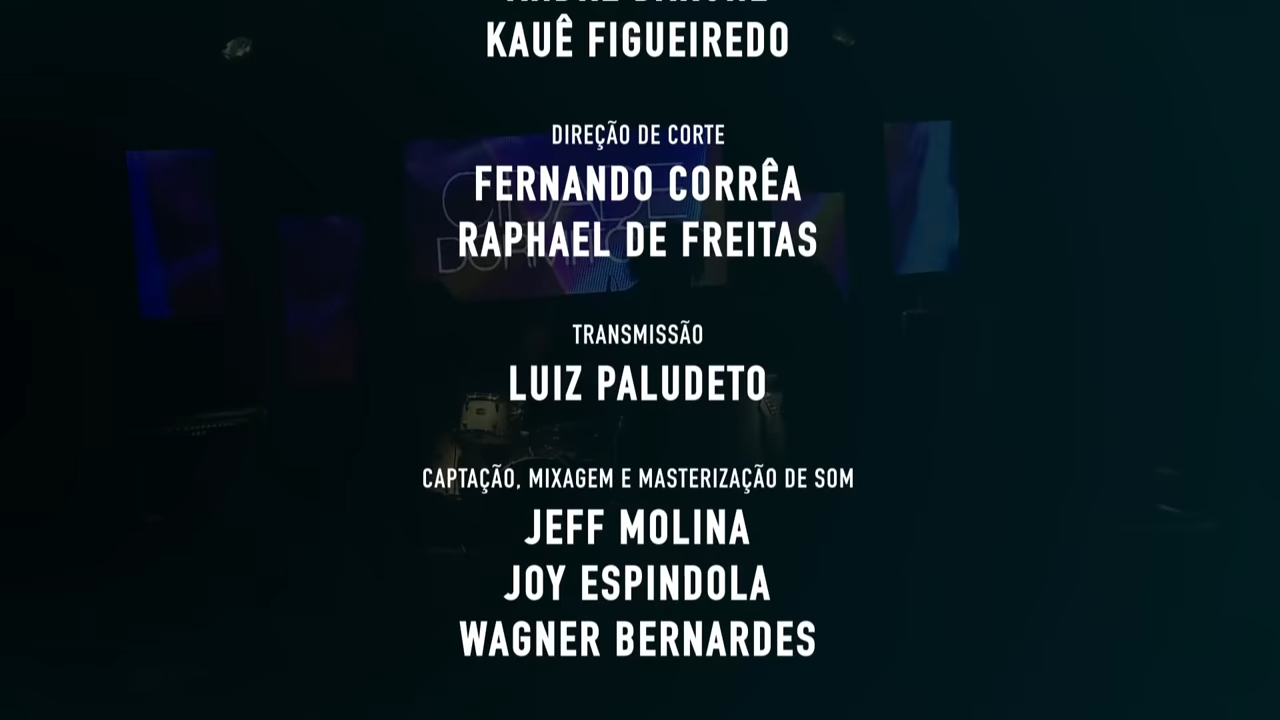 KAUÊ FIGUEIREDO
DIREÇÃO DE CORTE
FERNANDO CORRÊA
RAPHAEL DE FREITAS
TRANSMISSÃO
LUIZ PALUDETO
CAPTAÇÃO, MIXAGEM E MASTERIZAÇÃO DE SOM
JEFF MOLINA
JOY ESPINDOLA
WAGNER BERNARDES
CIDADE